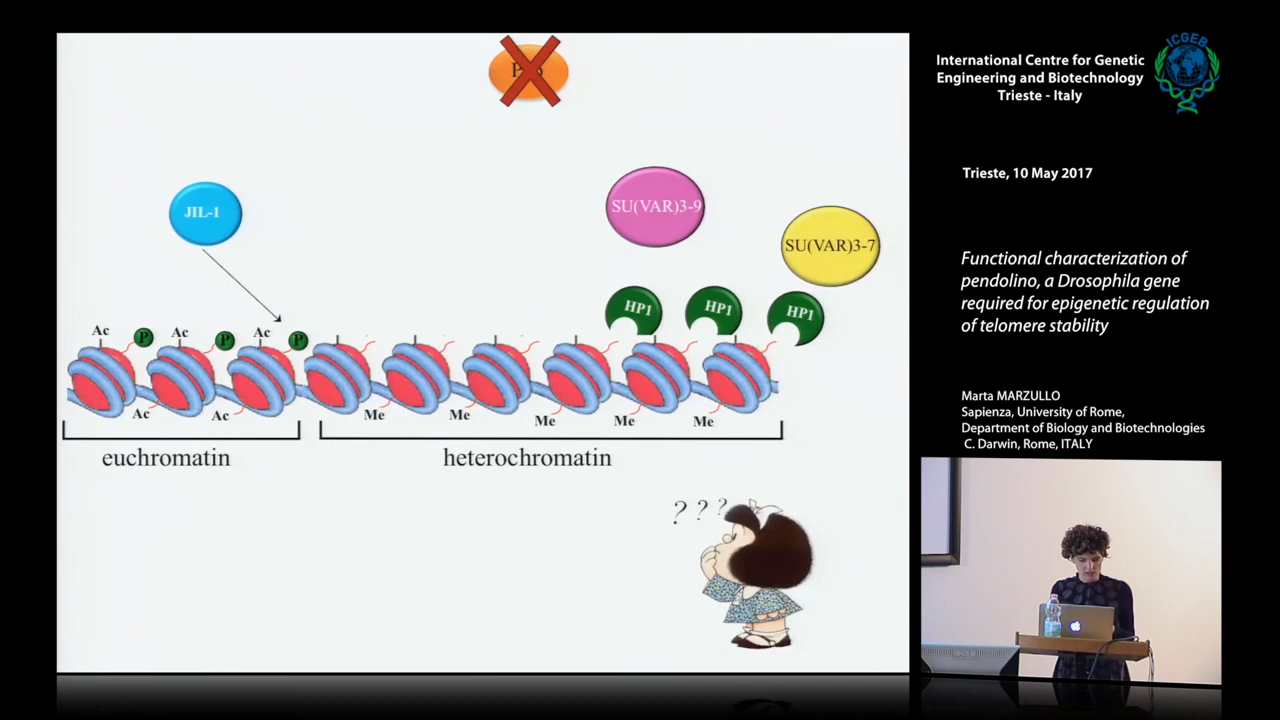 JIL-1
SU(VAR)3-9
SU(VAR)3-7
HP1
HP1
HP1
Ac
P
Ac
P
Ac
P
Ac
Ac
Me
Me
Me
Me
Me
euchromatin
heterochromatin
? ? ?
ICGEB
International Centre for Genetic
Engineering and Biotechnology
Trieste - Italy
Trieste, 10 May 2017
Functional characterization of
pendolino, a Drosophila gene
required for epigenetic regulation
of telomere stability
Marta MARZULLO
Sapienza, University of Rome,
Department of Biology and Biotechnologies
C. Darwin, Rome, ITALY